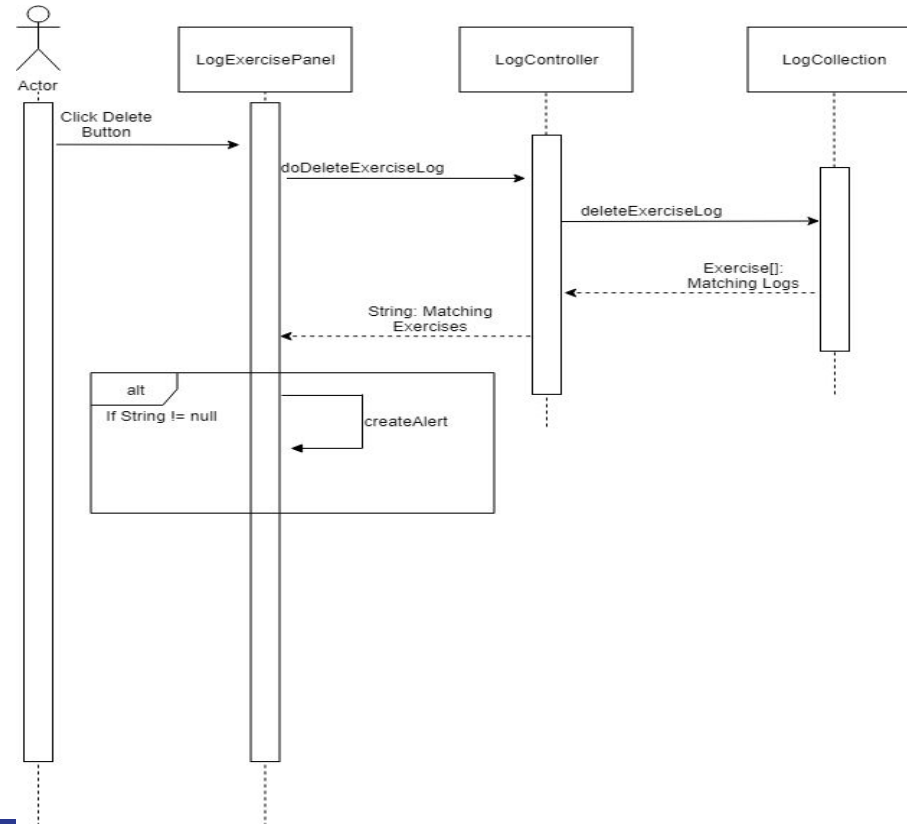 Actor
LogExercisePanel
LogController
LogCollection
Click Delete
Button
doDeleteExerciseLog
deleteExerciseLog
Exercise[]:
Matching Logs
String: Matching
Exercises
alt
If String != null
createAlert